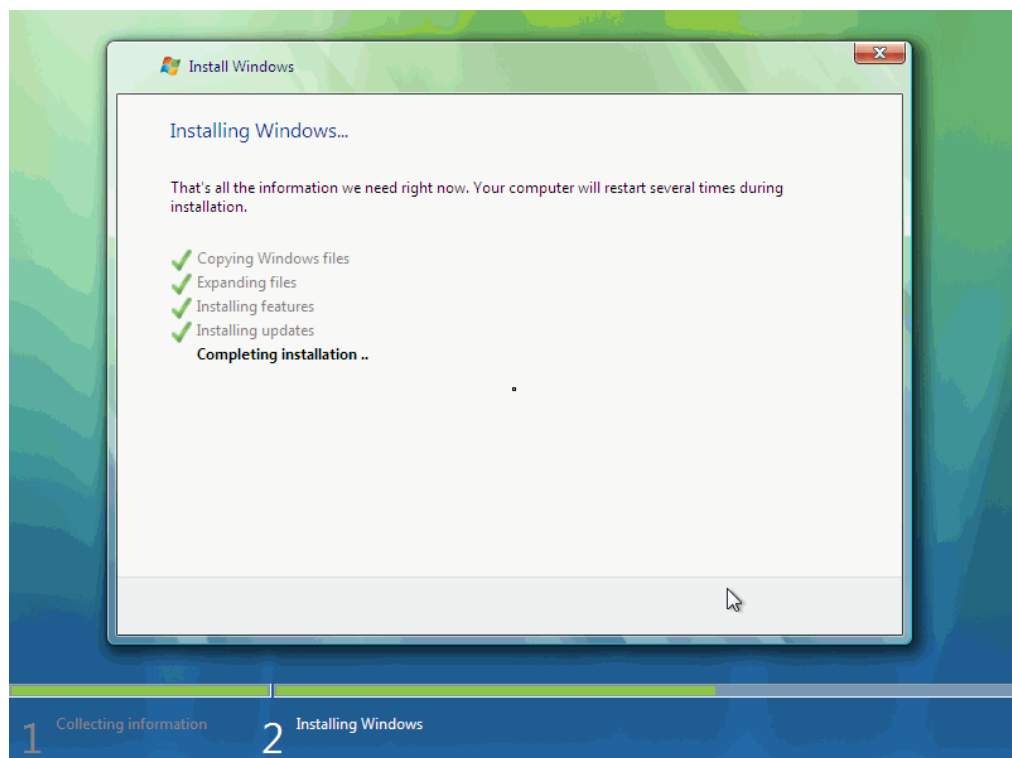 Install Windows
Installing Windows...
That's all the information we need right now. Your computer will restart several times during
installation.
Copying Windows files
Expanding files
Installing features
Installing updates
Completing installation ..
1 Collecting information
2 Installing Windows